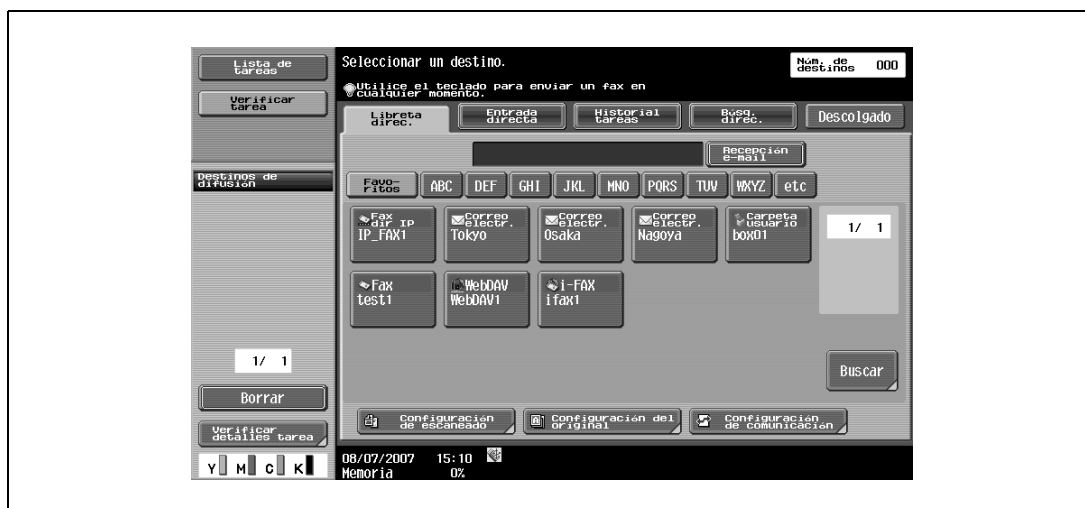 Lista de
tareas
Verificar
tarea
Destinos de
difusión
1/ 1
Borrar
Verificar
detalles tarea
Y M C K
Seleccionar un destino.
Núm. de
destinos 000
Utilice el teclado para enviar un fax en
cualquier momento.
Libreta
direc.
Entrada
directa
Historial
tareas
Búsq.
direc.
Descolgado
Recepción
e-mail
Favo-
ritos
ABC DEF GHI JKL MNO PQRS TUV WXYZ etc
Fax
dir IP
IP_FAX1
Correo
electr.
Tokyo
Correo
electr.
Osaka
Correo
electr.
Nagoya
Carpeta
usuario
box01
1/ 1
Fax
test1
WebDAV
WebDAV1
i-FAX
ifax1
Buscar
Configuración
de escaneado
Configuración del
original
Configuración
de comunicación
08/07/2007 15:10
Memoria 0%